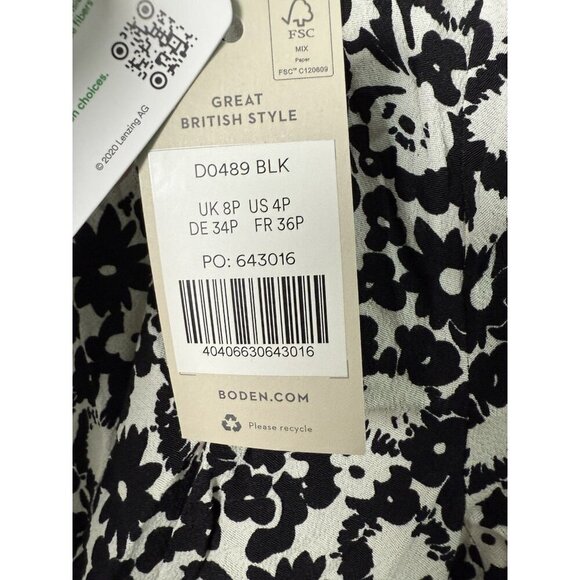 fibers
n choices.
© 2020 Lenzing AG
FSC
MIX
Paper
FSC™ C120609
GREAT
BRITISH STYLE
D0489 BLK
UK 8P US 4P
DE 34P FR 36P
PO: 643016
40406630643016
BODEN.COM
Please recycle